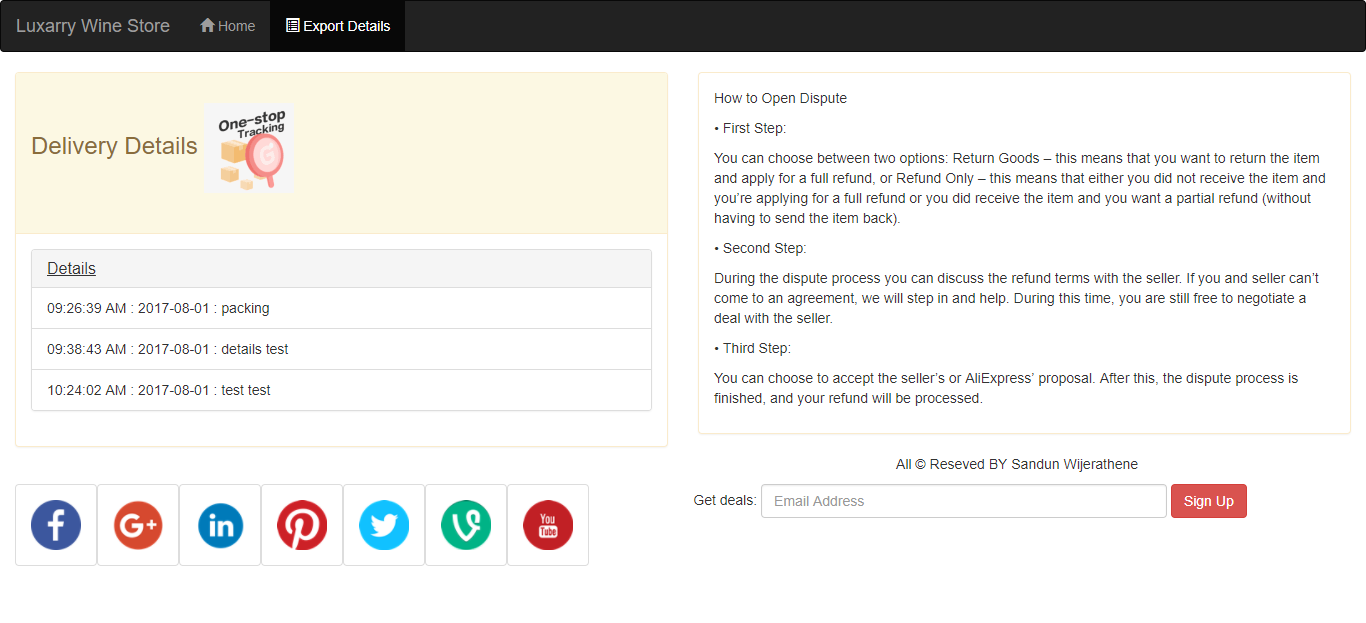 Luxarry Wine Store
Home
Export Details
Delivery Details
One-stop
Tracking
Details
09:26:39 AM : 2017-08-01 : packing
09:38:43 AM : 2017-08-01 : details test
10:24:02 AM : 2017-08-01 : test test
How to Open Dispute
• First Step:
You can choose between two options: Return Goods – this means that you want to return the item
and apply for a full refund, or Refund Only – this means that either you did not receive the item and
you’re applying for a full refund or you did receive the item and you want a partial refund (without
having to send the item back).
• Second Step:
During the dispute process you can discuss the refund terms with the seller. If you and seller can’t
come to an agreement, we will step in and help. During this time, you are still free to negotiate a
deal with the seller.
• Third Step:
You can choose to accept the seller’s or AliExpress’ proposal. After this, the dispute process is
finished, and your refund will be processed.
All © Reseved BY Sandun Wijerathene
Get deals: Email Address Sign Up
f
G+
in
You
Tube